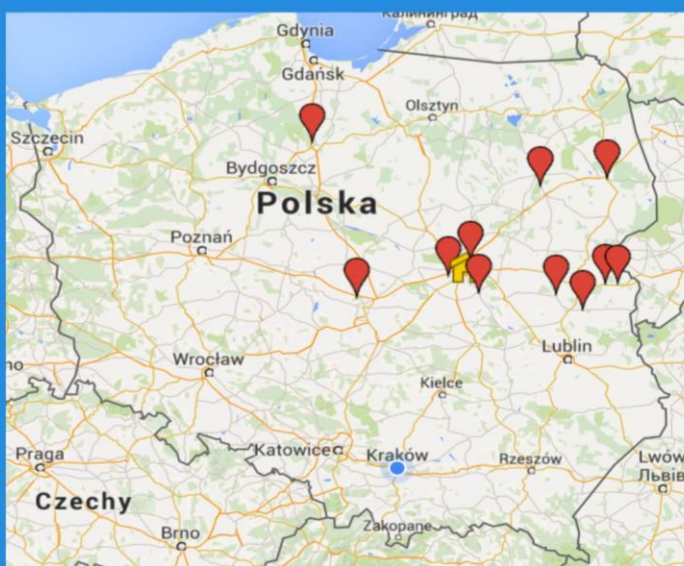 Калининград
Gdynia
Gdańsk
Olsztyn
Szczecin
Bydgoszcz
Polska
Poznań
Lublin
Wrocław
Kielce
Praga
Katowice
Kraków
Rzeszów
Lwów
Львів
Czechy
Brno
Zakopane